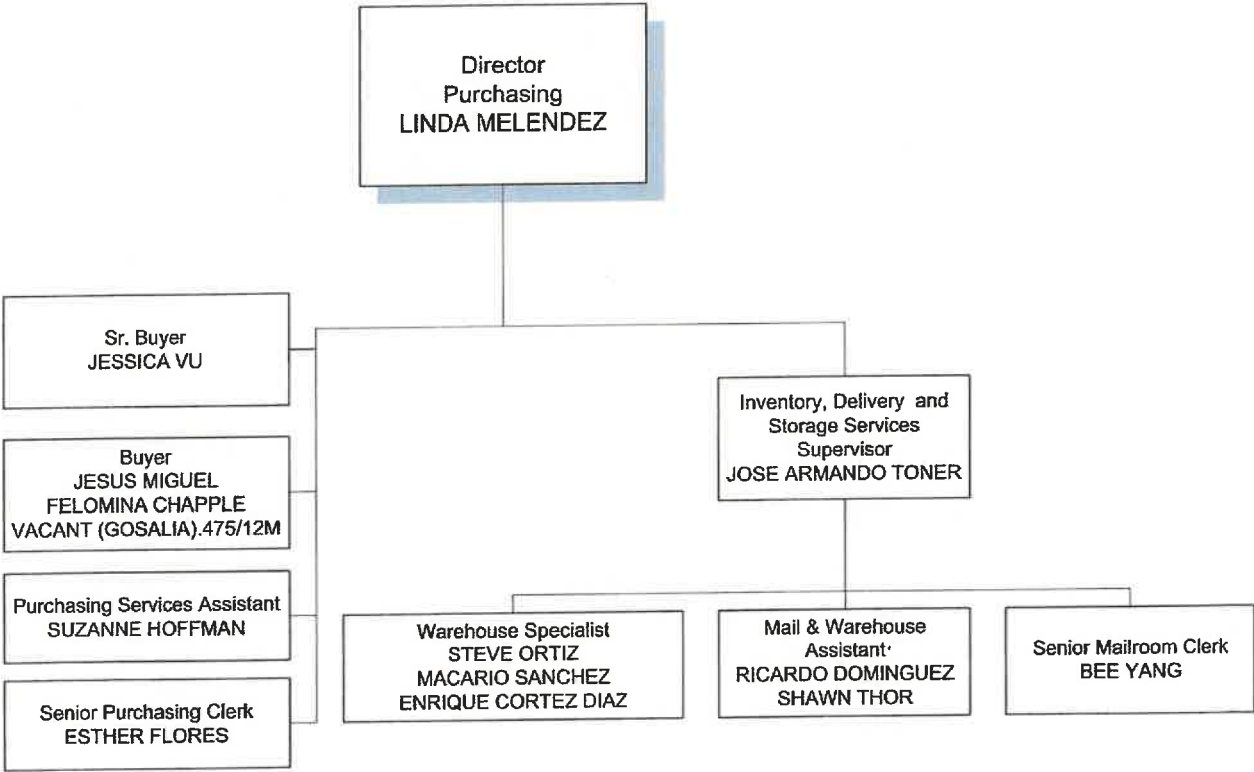 Director
Purchasing
LINDA MELENDEZ
Sr. Buyer
JESSICA VU
Buyer
JESUS MIGUEL
FELOMINA CHAPPLE
VACANT (GOSALIA).475/12M
Purchasing Services Assistant
SUZANNE HOFFMAN
Senior Purchasing Clerk
ESTHER FLORES
Inventory, Delivery and
Storage Services
Supervisor
JOSE ARMANDO TONER
Warehouse Specialist
STEVE ORTIZ
MACARIO SANCHEZ
ENRIQUE CORTEZ DIAZ
Mail & Warehouse
Assistant
RICARDO DOMINGUEZ
SHAWN THOR
Senior Mailroom Clerk
BEE YANG